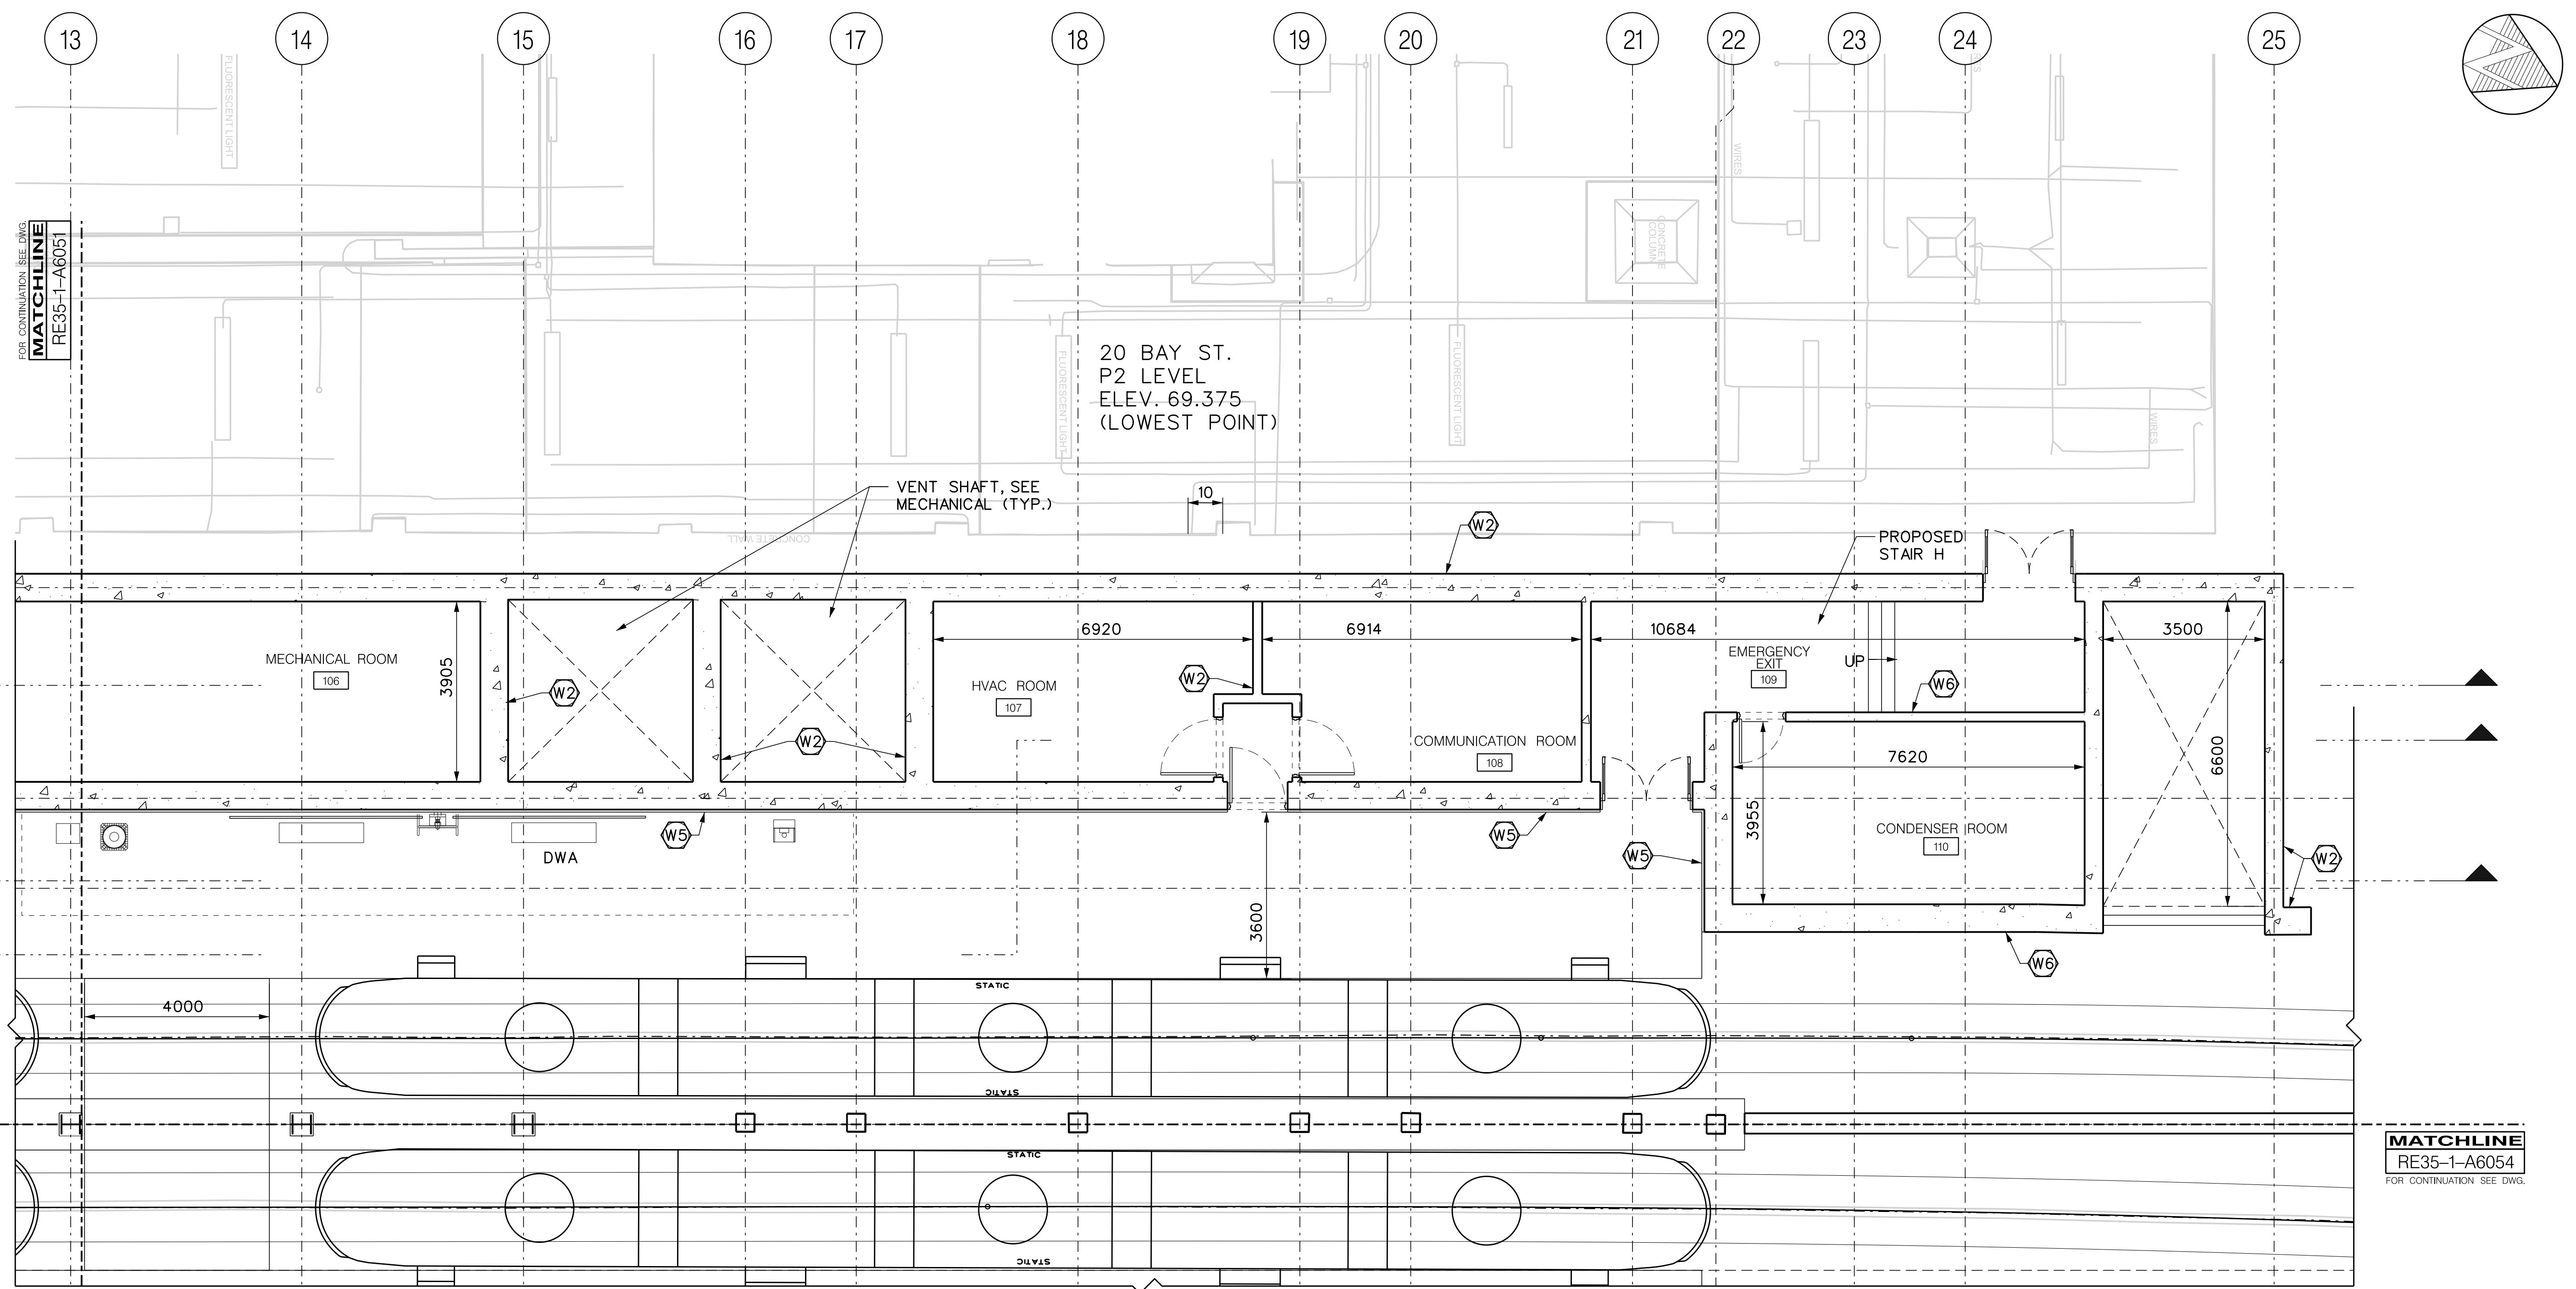 13
14
15
16
17
18
19
20
21
22
23
24
25
FLUORESCENT LIGHT
WIRES
CONCRETE
COLUMN
FOR CONTINUATION SEE DWG.
MATCHLINE
RE35-1-A6051
20 BAY ST.
P2 LEVEL
ELEV. 69.375
(LOWEST POINT)
FLUORESCENT LIGHT
FLUORESCENT LIGHT
WIRES
VENT SHAFT, SEE
MECHANICAL (TYP.)
10
W2
CONCRETE WALL
PROPOSED
STAIR H
MECHANICAL ROOM
106
3905
W2
W2
6920
HVAC ROOM
107
W2
6914
COMMUNICATION ROOM
108
10684
EMERGENCY
EXIT
109
UP
W6
3500
6600
7620
3955
CONDENSER ROOM
110
W5
DWA
W5
W5
W2
3600
W6
4000
STATIC
STATIC
STATIC
STATIC
MATCHLINE
RE35-1-A6054
FOR CONTINUATION SEE DWG.